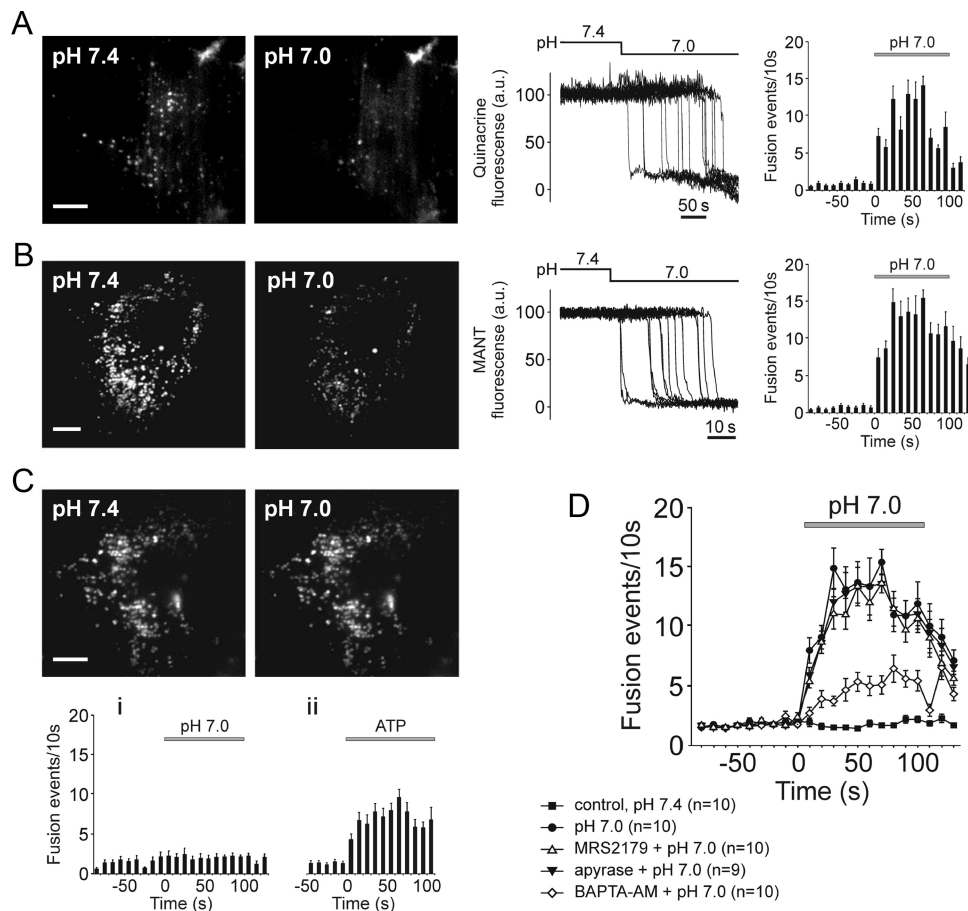 A
pH 7.4
pH 7.0
pH 7.4 7.0
Quinacrine
fluorescense (a.u.)
100
50
0
50 s
Fusion events/10s
20
15
10
5
0
pH 7.0
-50 0 50 100
Time (s)
B
pH 7.4
pH 7.0
pH 7.4 7.0
MANT
fluorescense (a.u.)
100
50
0
10 s
Fusion events/10s
20
15
10
5
0
pH 7.0
-50 0 50 100
Time (s)
C
pH 7.4
pH 7.0
i
pH 7.0
ii
ATP
Fusion events/10s
20
15
10
5
0
-50 0 50 100
Time (s)
-50 0 50 100
Time (s)
D
pH 7.0
Fusion events/10s
20
15
10
5
0
-50 0 50 100
Time (s)
control, pH 7.4 (n=10)
pH 7.0 (n=10)
MRS2179 + pH 7.0 (n=10)
apyrase + pH 7.0 (n=9)
BAPTA-AM + pH 7.0 (n=10)